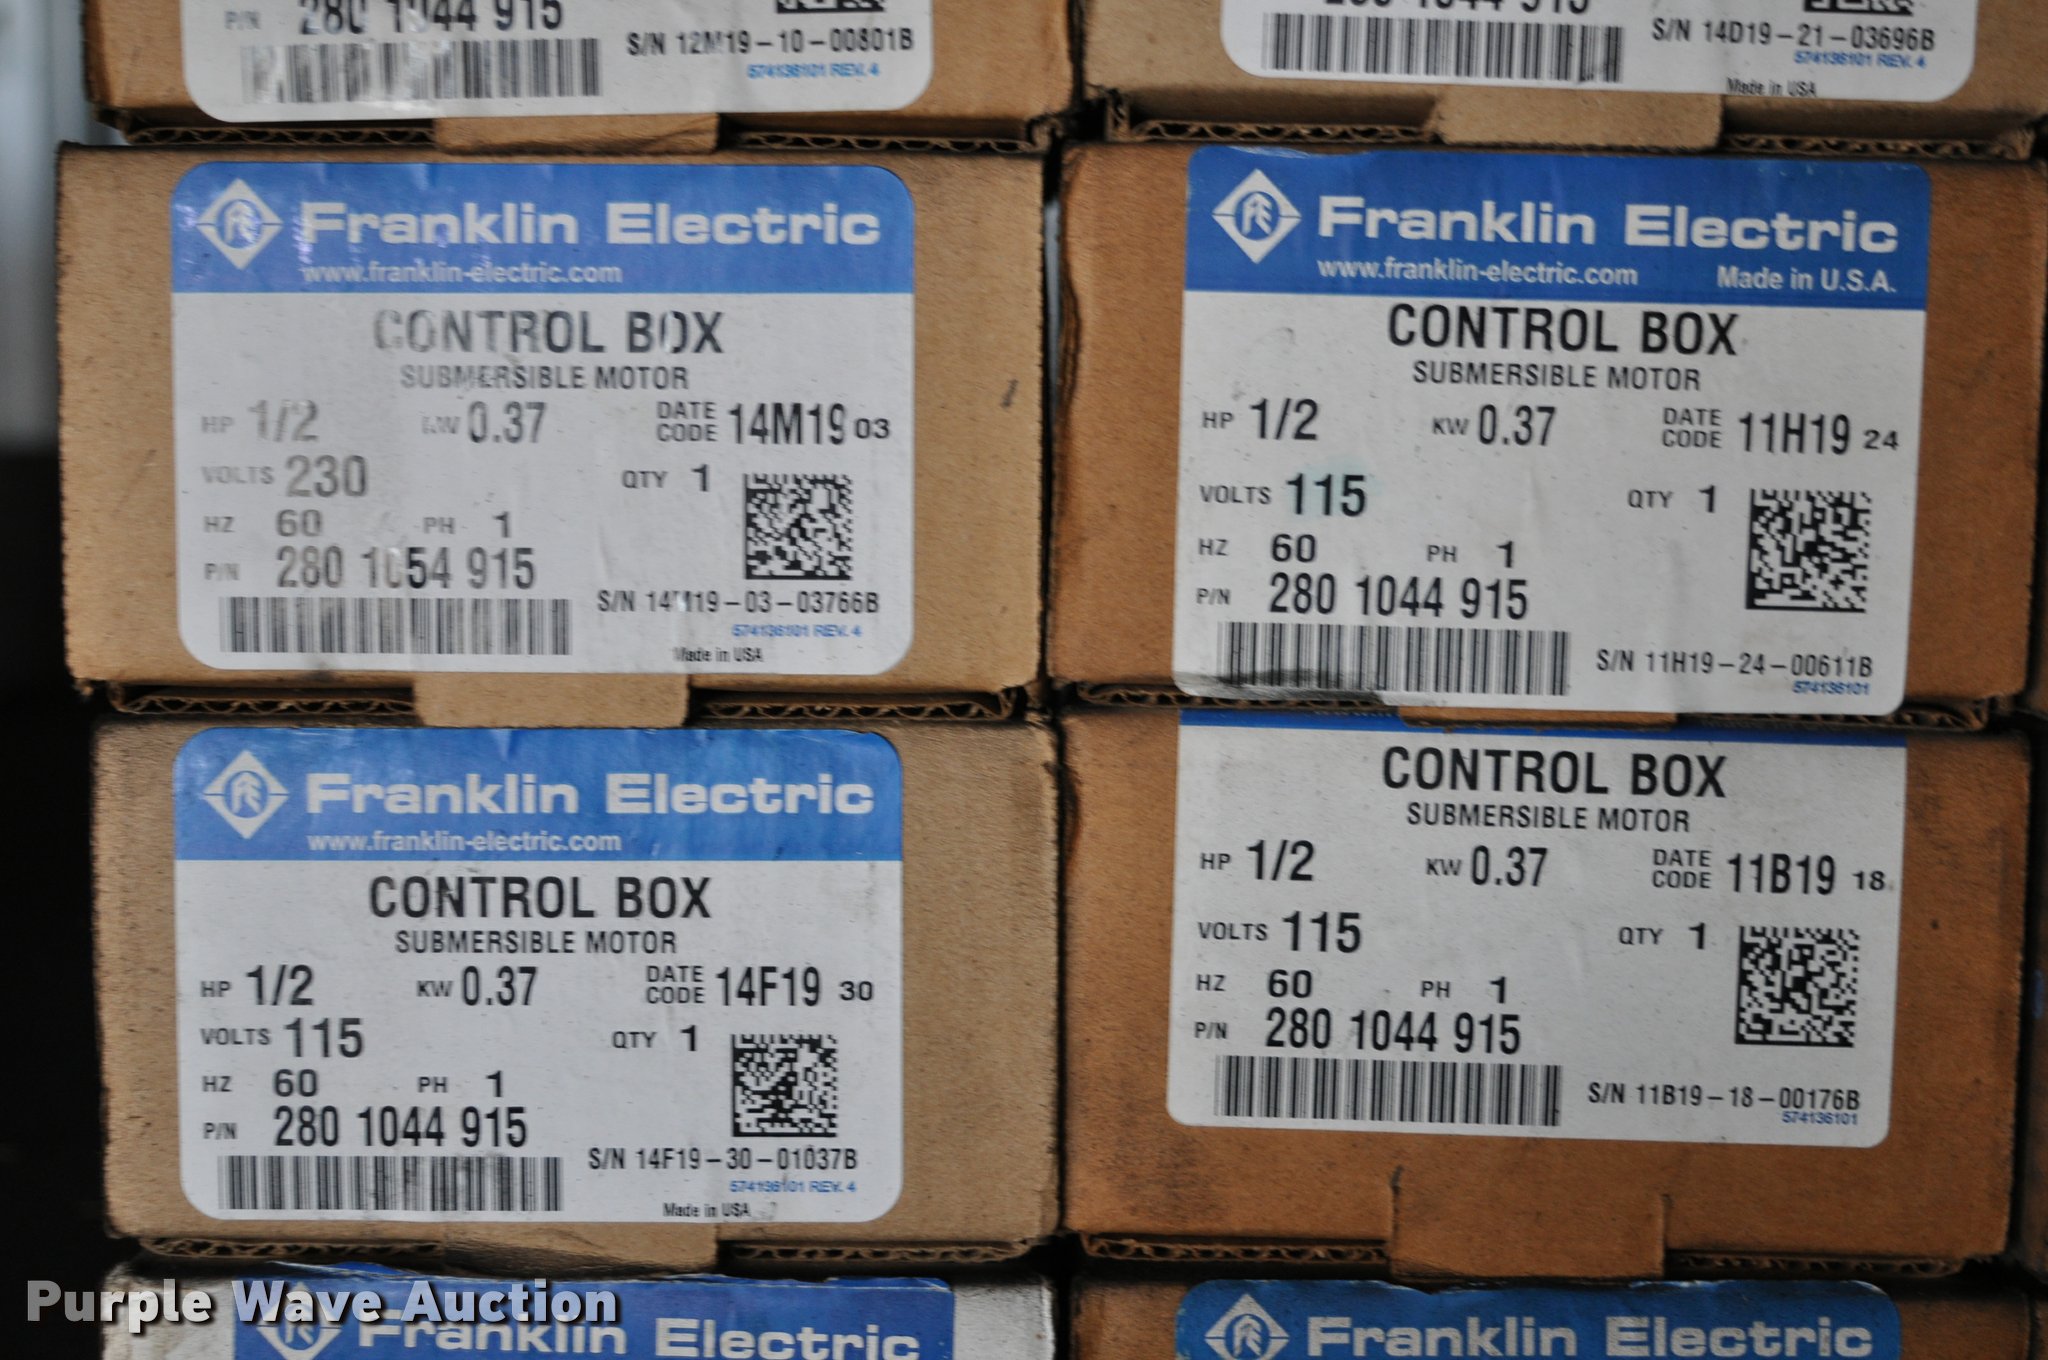 P/N 280 1044 915
S/N 12M19-10-00801B
574136101 REV. 4
280 1044 915
S/N 14D19-21-03696B
574136101 REV. 4
Made in USA
Franklin Electric
www.franklin-electric.com
CONTROL BOX
SUBMERSIBLE MOTOR
HP 1/2 KW 0.37 DATE CODE 14M19 03
VOLTS 230 QTY 1
HZ 60 PH 1
P/N 280 1054 915
S/N 14M19-03-03766B
574136101 REV. 4
Made in USA
Franklin Electric
www.franklin-electric.com Made in U.S.A.
CONTROL BOX
SUBMERSIBLE MOTOR
HP 1/2 KW 0.37 DATE CODE 11H19 24
VOLTS 115 QTY 1
HZ 60 PH 1
P/N 280 1044 915
S/N 11H19-24-00611B
574136101
Franklin Electric
www.franklin-electric.com
CONTROL BOX
SUBMERSIBLE MOTOR
HP 1/2 KW 0.37 DATE CODE 14F19 30
VOLTS 115 QTY 1
HZ 60 PH 1
P/N 280 1044 915
S/N 14F19-30-01037B
574136101 REV. 4
Made in USA
CONTROL BOX
SUBMERSIBLE MOTOR
HP 1/2 KW 0.37 DATE CODE 11B19 18
VOLTS 115 QTY 1
HZ 60 PH 1
P/N 280 1044 915
S/N 11B19-18-00176B
574136101
Franklin Electric
Franklin Electric
Purple Wave Auction